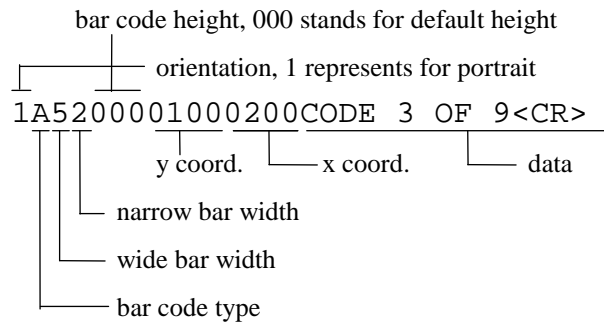 bar code height, 000 stands for default height
orientation, 1 represents for portrait
1A5200001000200CODE 3 OF 9<CR>
y coord. x coord. data
narrow bar width
wide bar width
bar code type